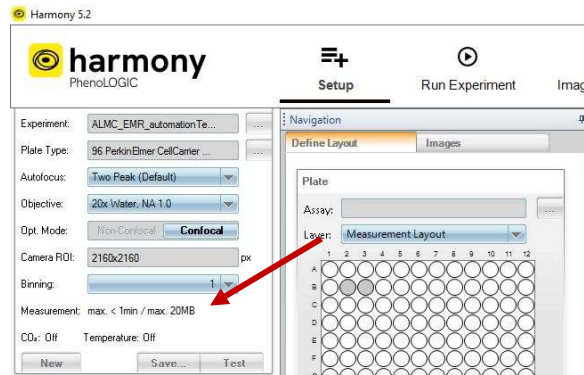 Harmony 5.2
harmony
PhenoLOGIC
Setup
Run Experiment
Imag
Experiment: ALMC_EMR_automationTe... ...
Plate Type: 96 PerkinElmer CellCarrier ... ...
Autofocus: Two Peak (Default)
Objective: 20x Water, NA 1.0
Opt. Mode: Non-Confocal Confocal
Camera ROI: 2160x2160 px
Binning: 1
Measurement: max. < 1min / max. 20MB
CO₂: Off Temperature: Off
New Save... Test
Navigation
Define Layout Images
Plate
Assay: ...
Layer: Measurement Layout
1 2 3 4 5 6 7 8 9 10 11 12
A
B
C
D
E
F